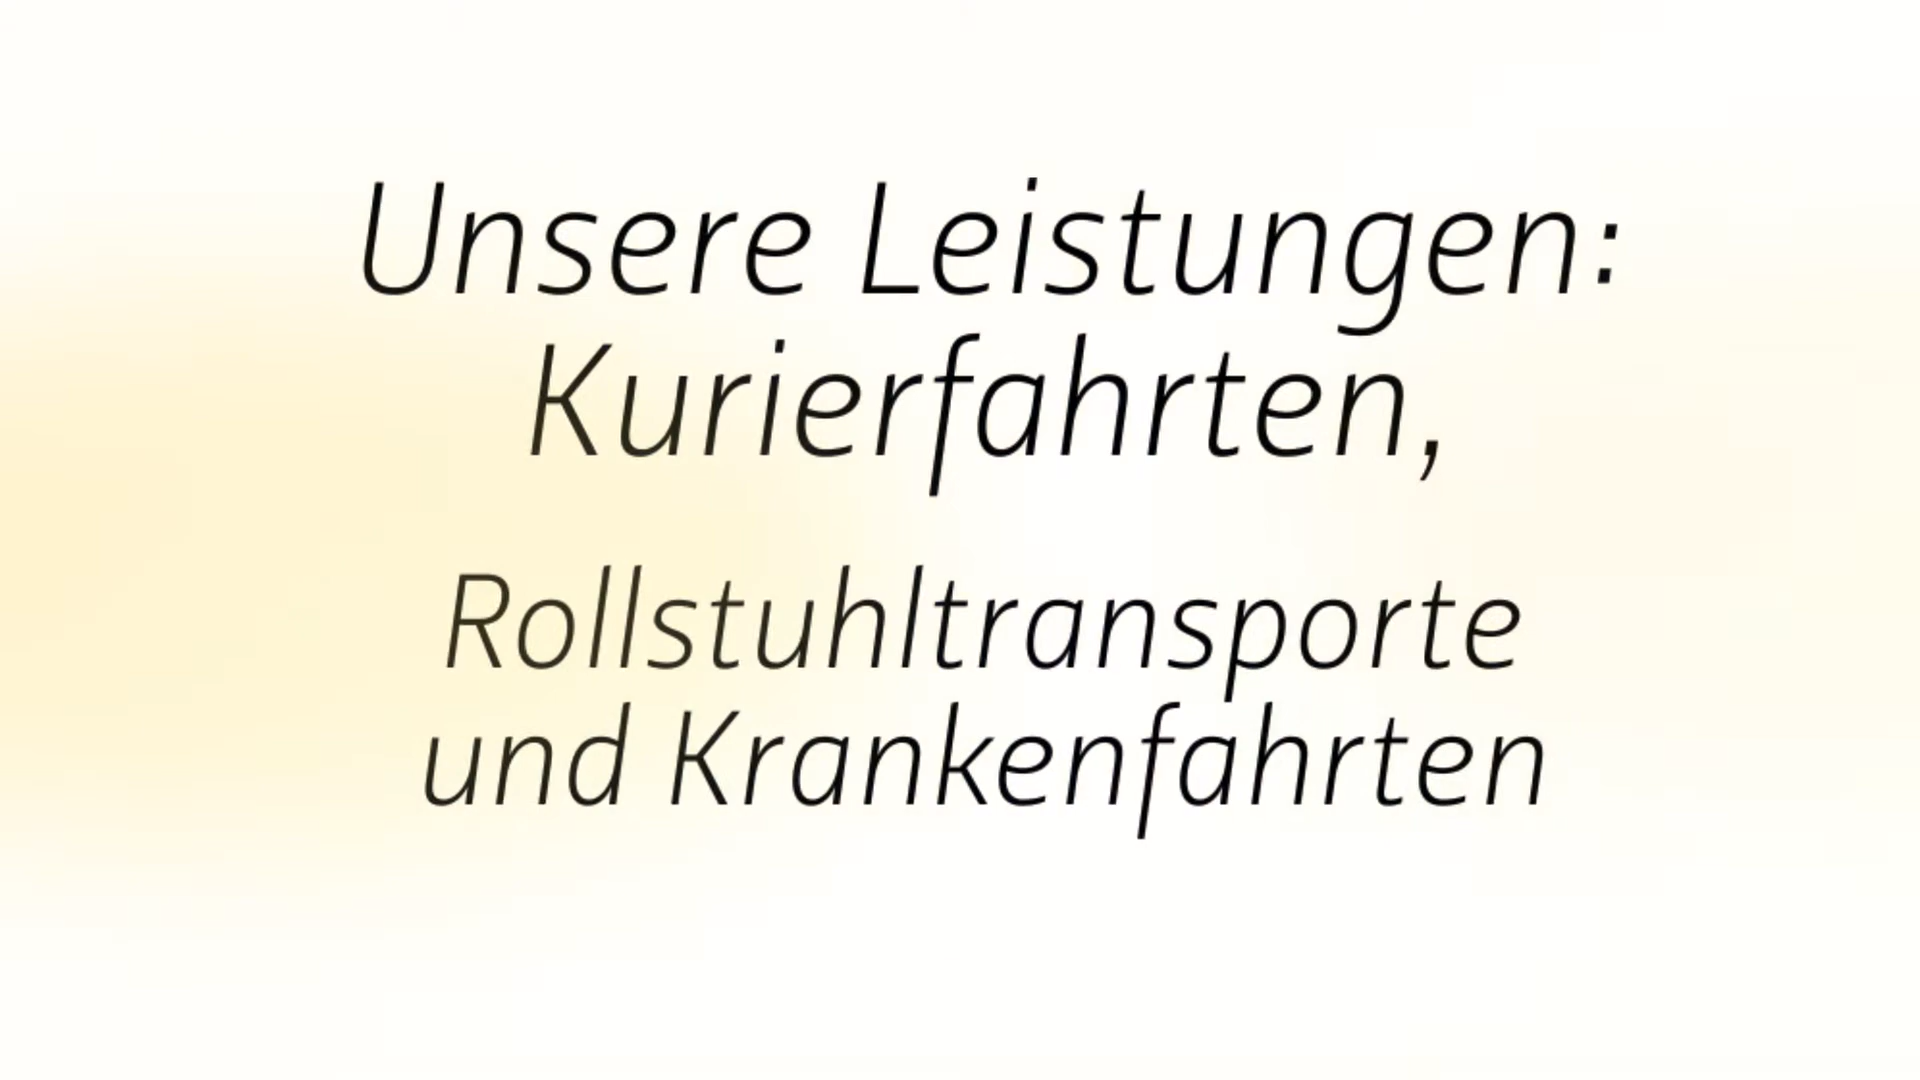 Unsere Leistungen:
Kurierfahrten,
Rollstuhltransporte
und Krankenfahrten